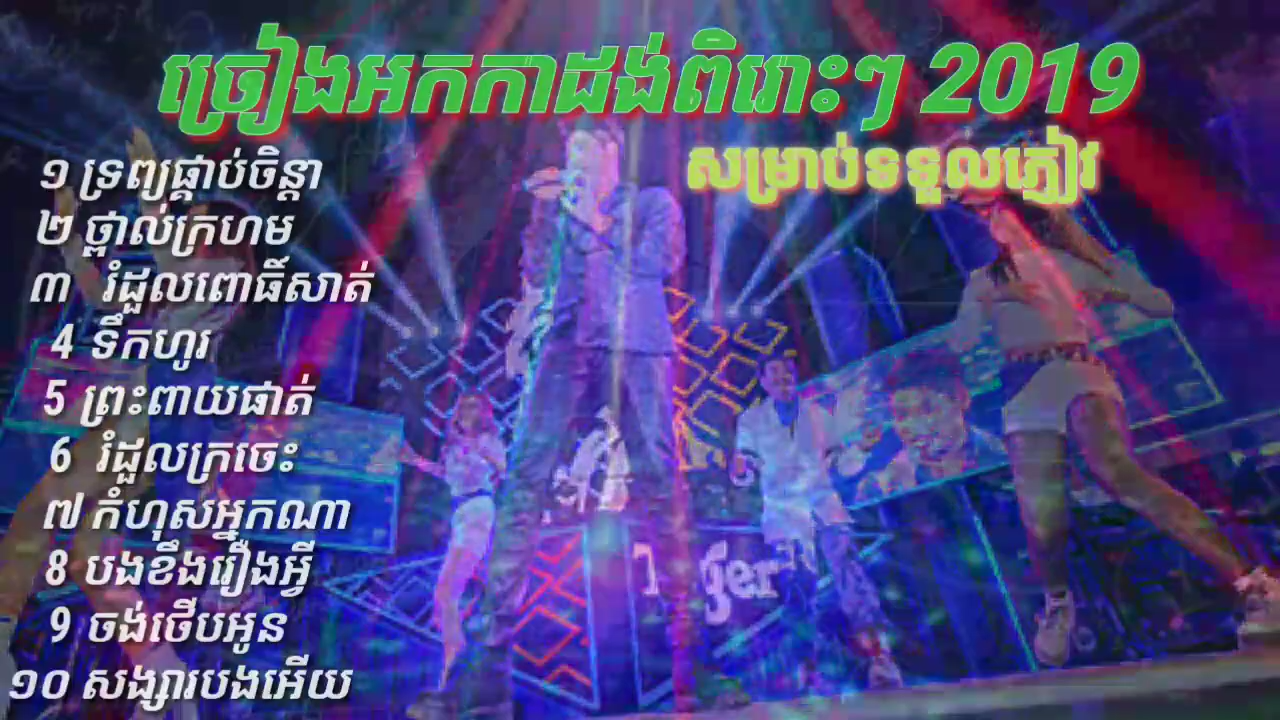 ច្រៀងអកកាដង់ពិរោះៗ 2019
សម្រាប់ទទួលភ្ញៀវ
១ ទ្រព្យផ្គាប់ចិន្តា
២ ថ្ពាល់ក្រហម
៣ រំដួលពោធិ៍សាត់
4 ទឹកហូរ
5 ព្រះពាយផាត់
6 រំដួលក្រចេះ
៧ កំហុសអ្នកណា
8 បងខឹងរឿងអ្វី
9 ចង់ថើបអូន
១០ សង្សារបងអើយ